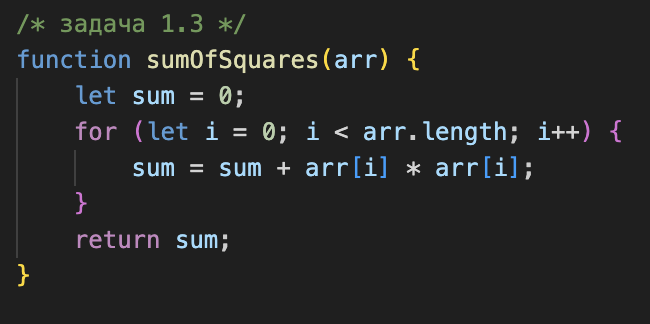 /* задача 1.3 */
function sumOfSquares(arr) {
    let sum = 0;
    for (let i = 0; i < arr.length; i++) {
        sum = sum + arr[i] * arr[i];
    }
    return sum;
}